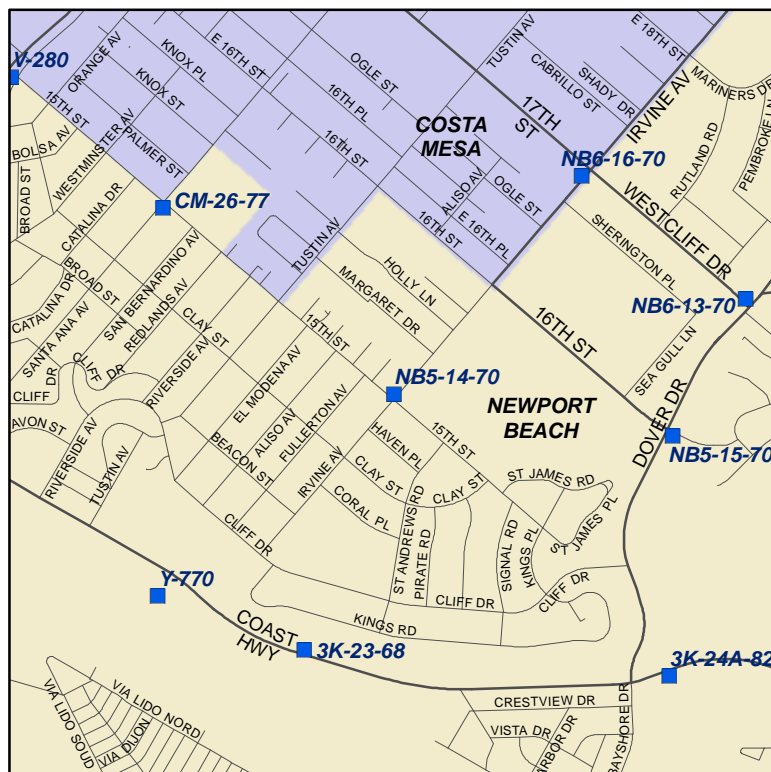 V-280
ORANGE AV
KNOX PL
E 16TH ST
KNOX ST
15TH ST
OGLE ST
16TH PL
TUSTIN AV
CABRILLO ST
SHADY DR
E 18TH ST
IRVINE AV
MARINERS DR
BOLSA AV
WESTMINSTER AV
PALMER ST
BROAD ST
COSTA
MESA
16TH ST
17TH
ST
NB6-16-70
RUTLAND RD
PEMBROKE LN
CATALINA DR
CM-26-77
ALISO AV
OGLE ST
16TH ST
E 16TH PL
WESTCLIFF DR
TUSTIN AV
SHERINGTON PL
HOLLY LN
MARGARET DR
BROAD ST
CATALINA DR
SANTA ANA AV
SAN BERNARDINO AV
REDLANDS AV
CLAY ST
RIVERSIDE AV
15TH ST
NB6-13-70
16TH ST
SEA GULL LN
CLIFF DR
CLIFF
DR
EL MODENA AV
ALISO AV
FULLERTON AV
NB5-14-70
NEWPORT
BEACH
DOVER DR
NB5-15-70
AVON ST
RIVERSIDE AV
TUSTIN AV
BEACON ST
IRVINE AV
HAVEN PL
15TH ST
CLAY ST
CLAY ST
CORAL PL
ST JAMES RD
ST ANDREWS RD
PIRATE RD
SIGNAL RD
KINGS PL
ST JAMES PL
CLIFF DR
CLIFF DR
CLIFF DR
KINGS RD
Y-770
COAST
HWY
3K-23-68
3K-24A-82
VIA LIDO NORD
VIA LIDO SOUD
VIA DIJON
CRESTVIEW DR
VISTA DR
ARBOR DR
BAYSHORE DR